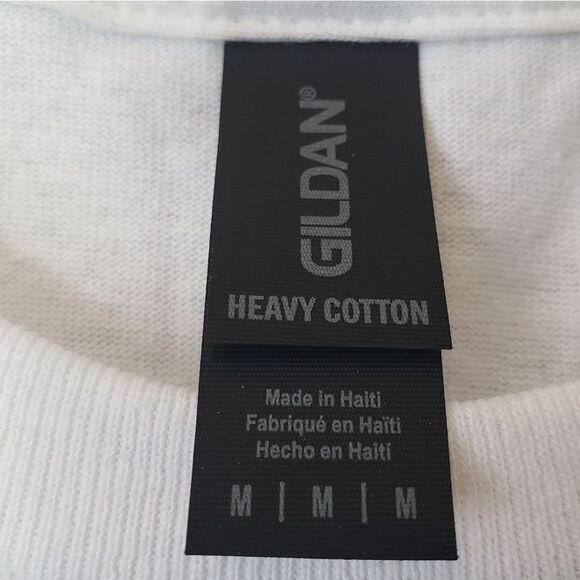 GILDAN®
HEAVY COTTON
Made in Haiti
Fabriqué en Haïti
Hecho en Haití
M | M | M